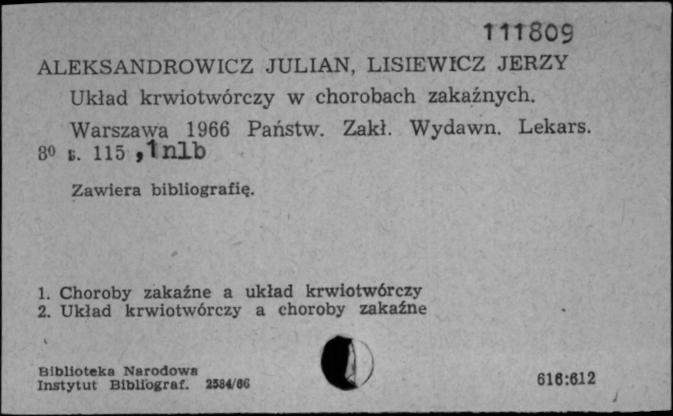 111809
ALEKSANDROWICZ JULIAN, LISIEWICZ JERZY
Układ krwiotwórczy w chorobach zakaźnych.
Warszawa 1966 Państw. Zakł. Wydawn. Lekars.
8⁰ s. 115 ,1nlb
Zawiera bibliografię.
1. Choroby zakaźne a układ krwiotwórczy
2. Układ krwiotwórczy a choroby zakaźne
Biblioteka Narodowa
Instytut Bibliograf. 2584/66
616:612